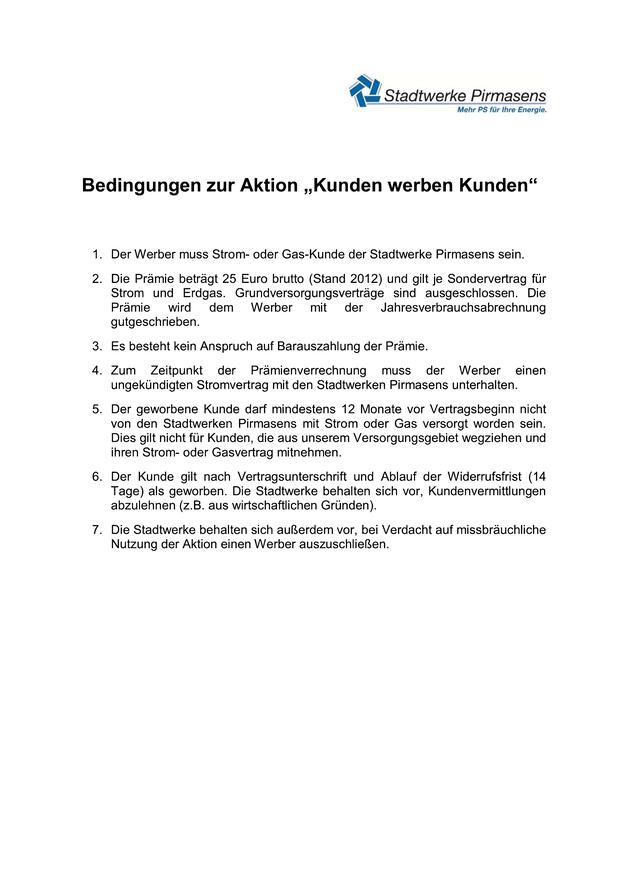 Stadtwerke Pirmasens
Mehr PS für Ihre Energie.
Bedingungen zur Aktion „Kunden werben Kunden“
1. Der Werber muss Strom- oder Gas-Kunde der Stadtwerke Pirmasens sein.
2. Die Prämie beträgt 25 Euro brutto (Stand 2012) und gilt je Sondervertrag für
Strom und Erdgas. Grundversorgungsverträge sind ausgeschlossen. Die
Prämie wird dem Werber mit der Jahresverbrauchsabrechnung
gutgeschrieben.
3. Es besteht kein Anspruch auf Barauszahlung der Prämie.
4. Zum Zeitpunkt der Prämienverrechnung muss der Werber einen
ungekündigten Stromvertrag mit den Stadtwerken Pirmasens unterhalten.
5. Der geworbene Kunde darf mindestens 12 Monate vor Vertragsbeginn nicht
von den Stadtwerken Pirmasens mit Strom oder Gas versorgt worden sein.
Dies gilt nicht für Kunden, die aus unserem Versorgungsgebiet wegziehen und
ihren Strom- oder Gasvertrag mitnehmen.
6. Der Kunde gilt nach Vertragsunterschrift und Ablauf der Widerrufsfrist (14
Tage) als geworben. Die Stadtwerke behalten sich vor, Kundenvermittlungen
abzulehnen (z.B. aus wirtschaftlichen Gründen).
7. Die Stadtwerke behalten sich außerdem vor, bei Verdacht auf missbräuchliche
Nutzung der Aktion einen Werber auszuschließen.